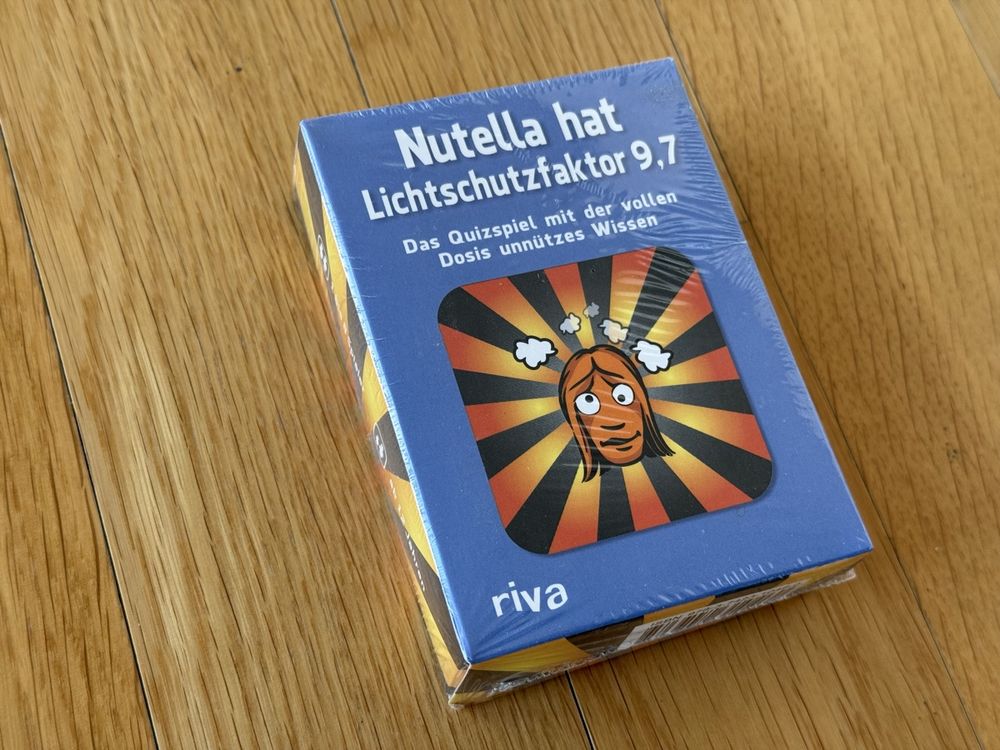 Nutella hat
Lichtschutzfaktor 9,7
Das Quizspiel mit der vollen
Dosis unnützes Wissen
riva